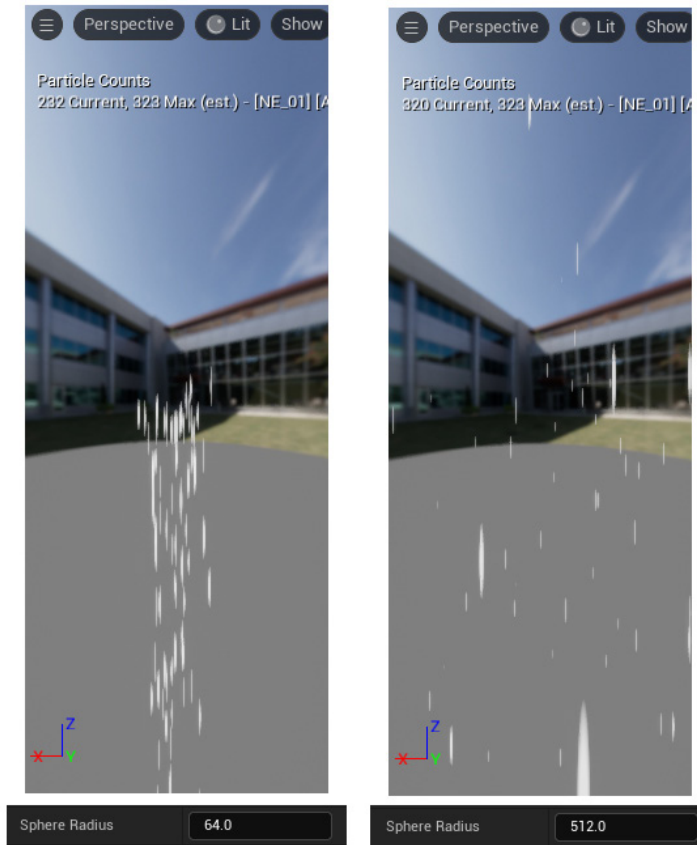 Perspective
Lit
Show
Particle Counts
232 Current, 323 Max (est.) - [NE_01] [A
Z
X
Y
Sphere Radius
64.0
Perspective
Lit
Show
Particle Counts
320 Current, 323 Max (est.) - [NE_01] [A
Z
X
Y
Sphere Radius
512.0